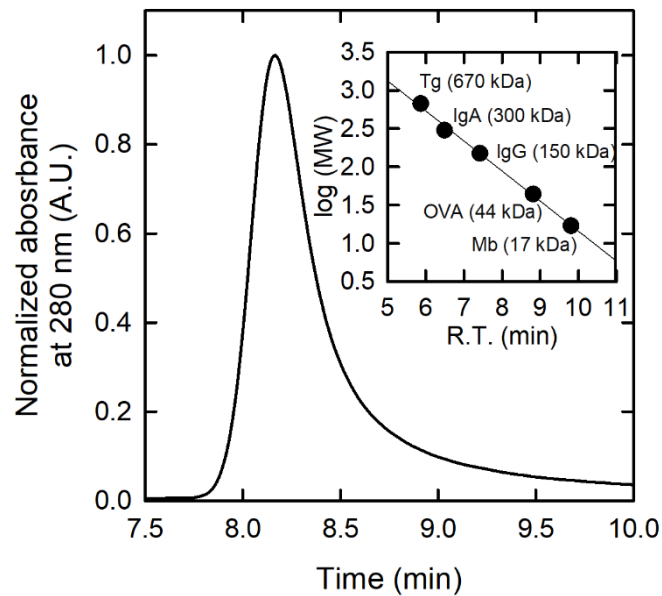 Normalized abosrbance
at 280 nm (A.U.)
1.0
0.8
0.6
0.4
0.2
0.0
7.5 8.0 8.5 9.0 9.5 10.0
Time (min)
log (MW)
3.5
3.0
2.5
2.0
1.5
1.0
0.5
Tg (670 kDa)
IgA (300 kDa)
IgG (150 kDa)
OVA (44 kDa)
Mb (17 kDa)
5 6 7 8 9 10 11
R.T. (min)